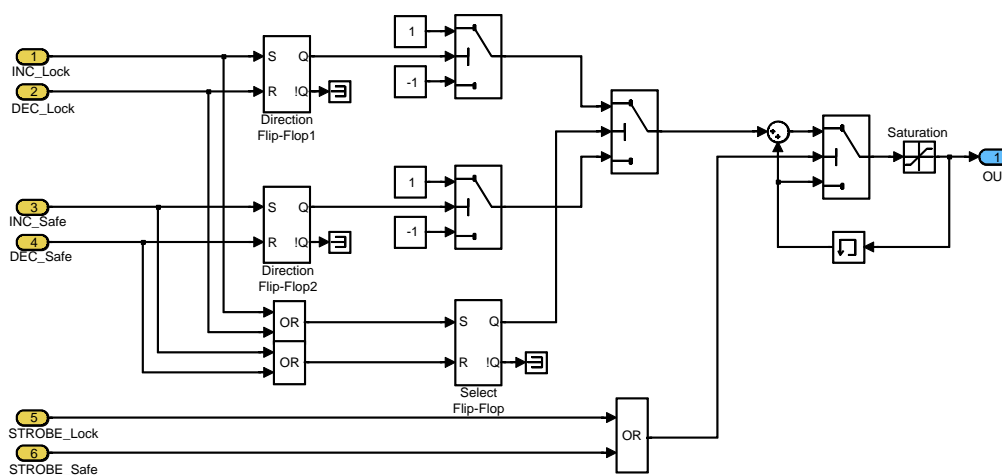 1
INC_Lock
2
DEC_Lock
S Q
R !Q
Direction
Flip-Flop1
1
-1
3
INC_Safe
4
DEC_Safe
S Q
R !Q
Direction
Flip-Flop2
1
-1
OR
OR
S Q
R !Q
Select
Flip-Flop
5
STROBE_Lock
6
STROBE_Safe
OR
Saturation
1
OU